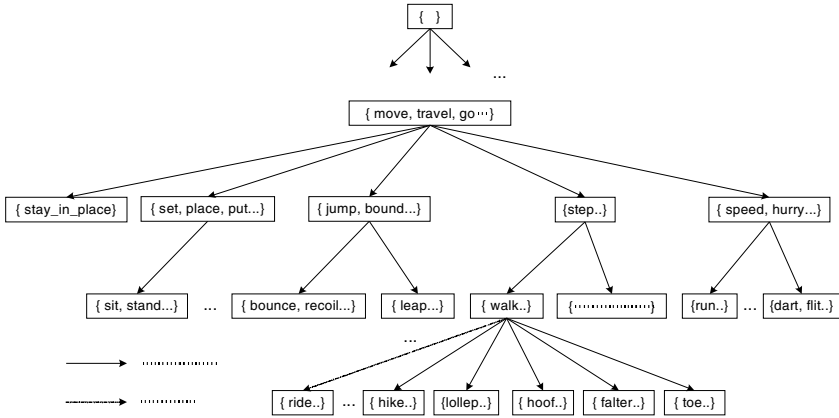 { }
...
{ move, travel, go }
{ stay_in_place}
{ set, place, put...}
{ jump, bound...}
{step..}
{ speed, hurry...}
{ sit, stand...}
...
{ bounce, recoil...}
{ leap...}
{ walk..}
{ }
{run..}
...
{dart, flit..}
...
{ ride..}
...
{ hike..}
{lollep..}
{ hoof..}
{ falter..}
{ toe..}